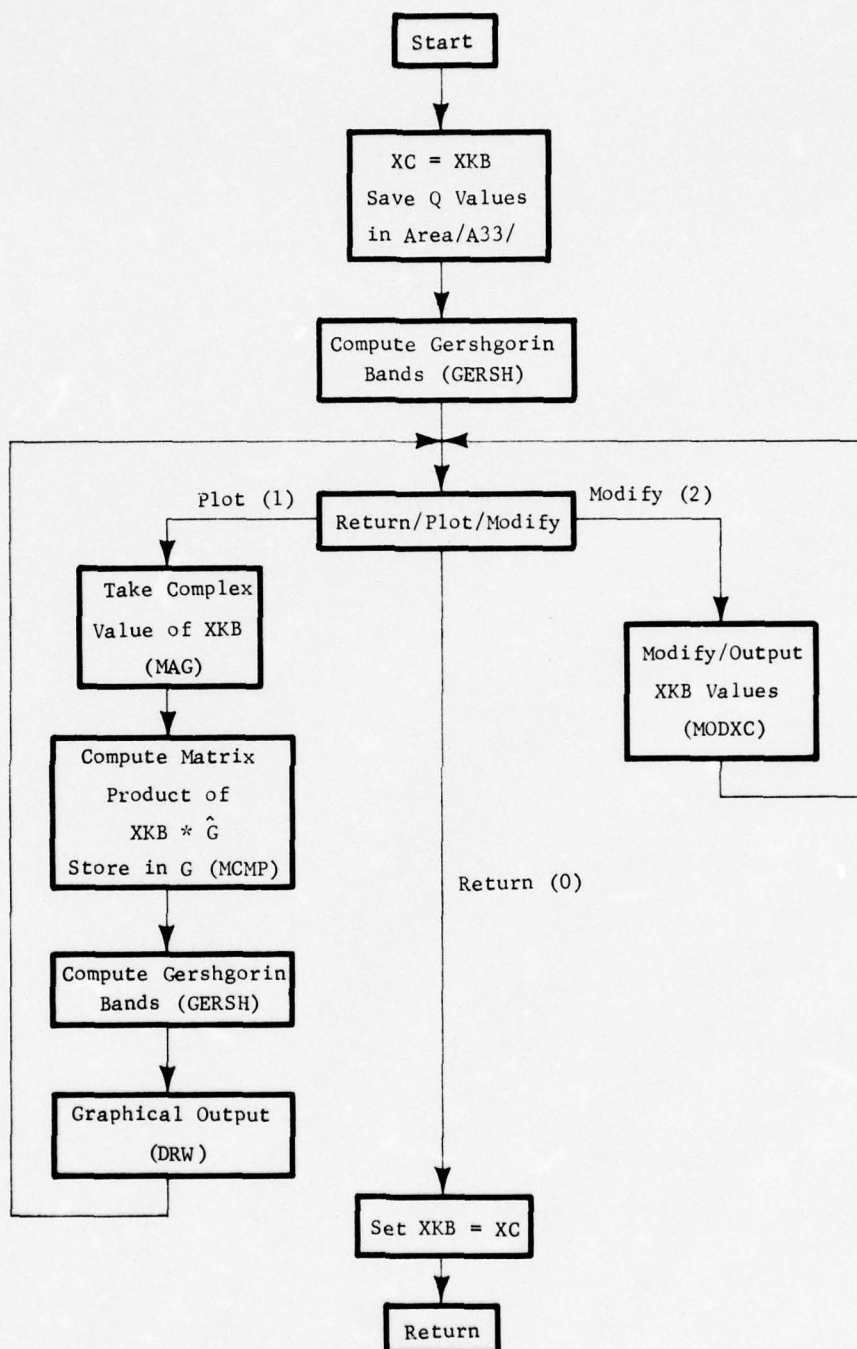 Start
XC = XKB
Save Q Values
in Area/A33/
Compute Gershgorin
Bands (GERSH)
Plot (1)
Return/Plot/Modify
Modify (2)
Take Complex
Value of XKB
(MAG)
Modify/Output
XKB Values
(MODXC)
Compute Matrix
Product of
XKB * Ĝ
Store in G (MCMP)
Return (0)
Compute Gershgorin
Bands (GERSH)
Graphical Output
(DRW)
Set XKB = XC
Return